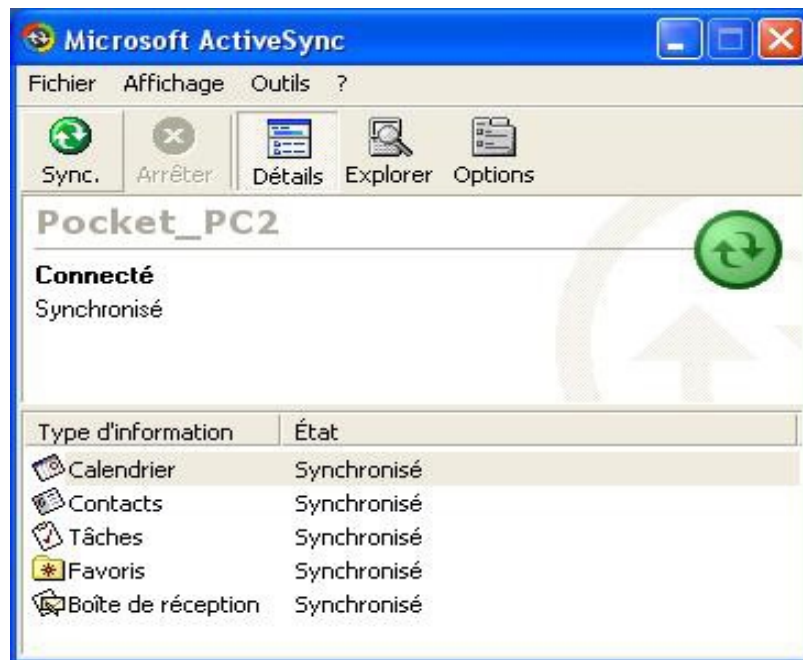 Microsoft ActiveSync
Fichier Affichage Outils ?
Sync. Arrêter Détails Explorer Options
Pocket_PC2
Connecté
Synchronisé
Type d'information État
Calendrier Synchronisé
Contacts Synchronisé
Tâches Synchronisé
Favoris Synchronisé
Boîte de réception Synchronisé